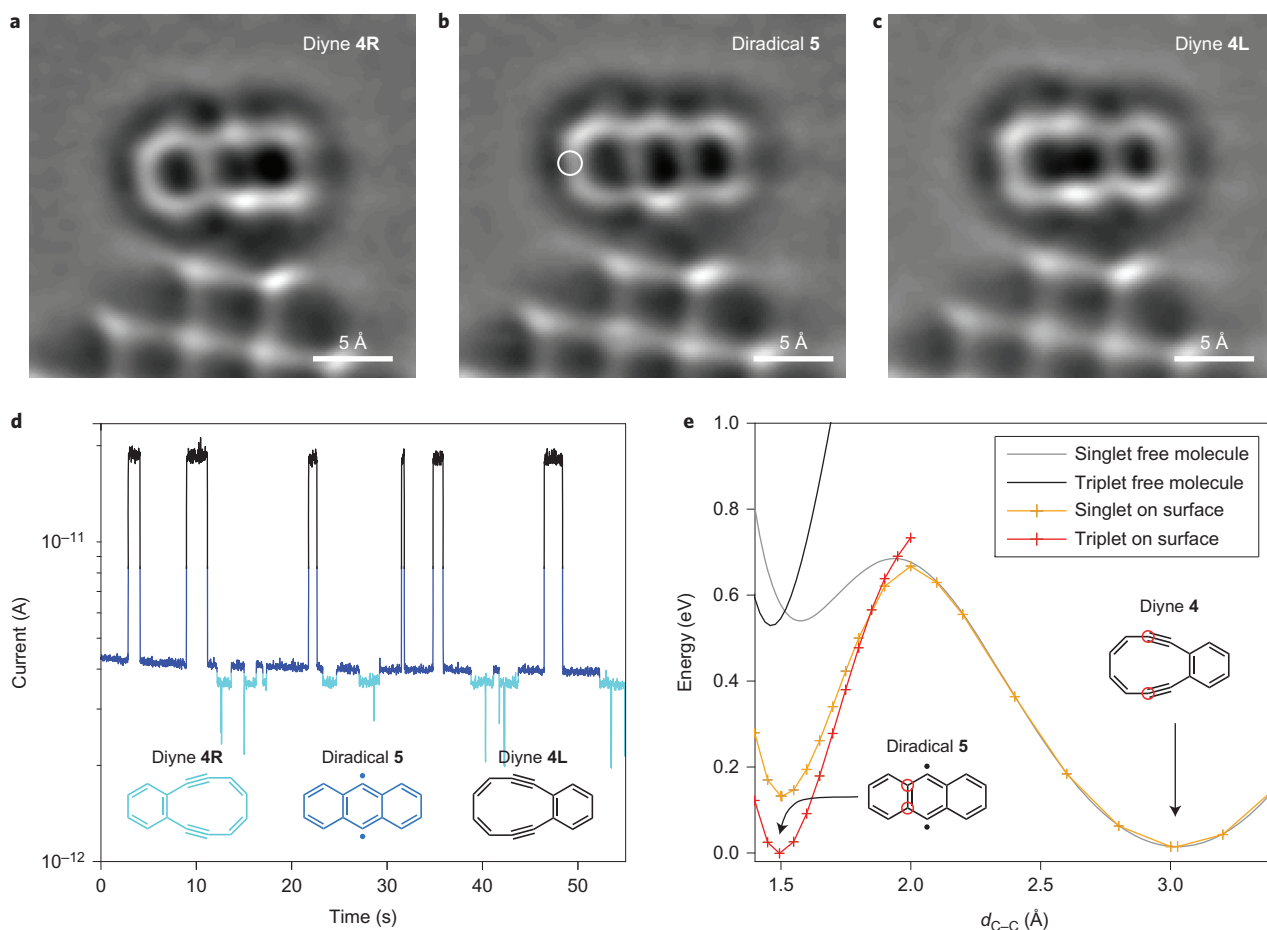 a
Diyne 4R
5 Å
b
Diradical 5
5 Å
c
Diyne 4L
5 Å
d
Current (A)
10⁻¹¹
10⁻¹²
Diyne 4R
Diradical 5
Diyne 4L
0
10
20
30
40
50
Time (s)
e
Energy (eV)
1.0
0.8
0.6
0.4
0.2
0.0
Singlet free molecule
Triplet free molecule
Singlet on surface
Triplet on surface
Diyne 4
Diradical 5
1.5
2.0
2.5
3.0
d_C–C (Å)